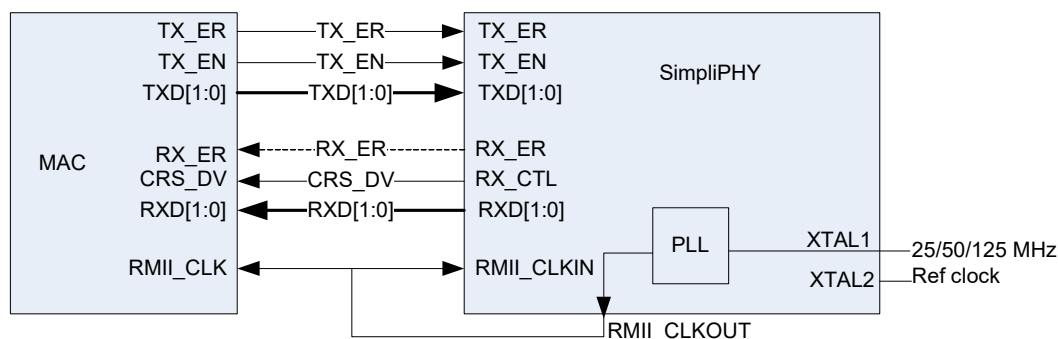 TX_ER TX_ER TX_ER
TX_EN TX_EN TX_EN
SimpliPHY
TXD[1:0] TXD[1:0] TXD[1:0]
MAC
RX_ER RX_ER RX_ER
CRS_DV CRS_DV RX_CTL
RXD[1:0] RXD[1:0] RXD[1:0]
PLL
XTAL1
25/50/125 MHz
RMII_CLK RMII_CLKIN
XTAL2
Ref clock
RMII_CLKOUT